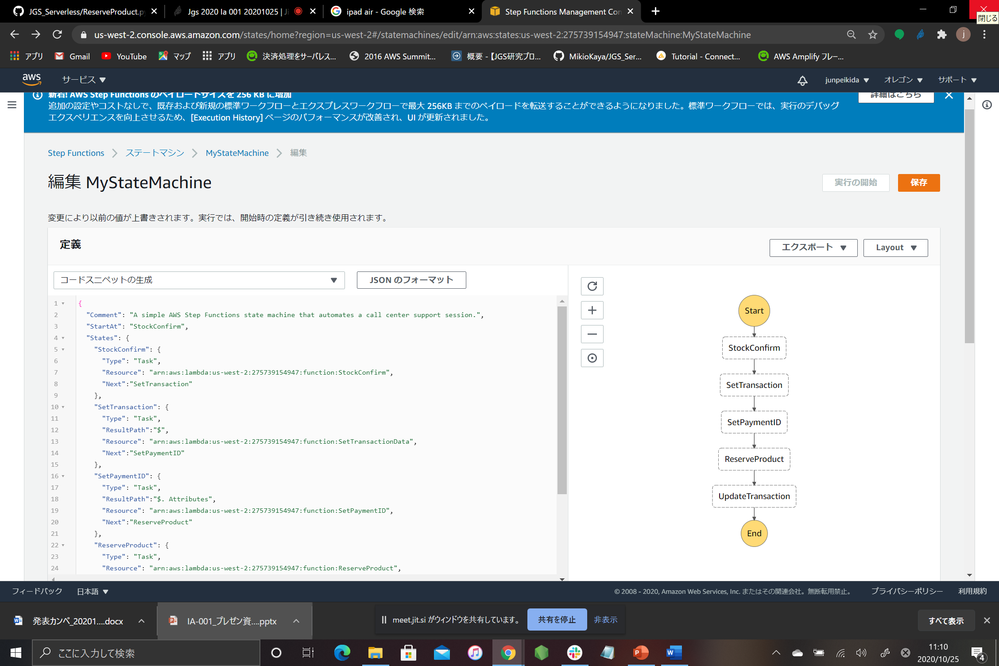 JGS_Serverless/ReserveProduct.py
Jgs 2020 Ia 001 20201025 | Ji
ipad air - Google 検索
Step Functions Management Con
閉じる
us-west-2.console.aws.amazon.com/states/home?region=us-west-2#/statemachines/edit/arn:aws:states:us-west-2:275739154947:stateMachine:MyStateMachine
j
アプリ
Gmail
YouTube
マップ
アプリ
決済処理をサーバレス...
2016 AWS Summit...
概要 - 【JGS研究プロ...
MikioKaya/JGS_Ser...
Tutorial - Connect...
AWS Amplify フレー...
aws
サービス
junpeikida
オレゴン
サポート
新着! AWS Step Functions のペイロードサイズを 256 KB に増加
詳細はこちら
追加の設定やコストなしで、既存および新規の標準ワークフローとエクスプレスワークフローで最大 256KB までのペイロードを転送することができるようになりました。標準ワークフローでは、実行のデバッグ
エクスペリエンスを向上させるため、[Execution History] ページのパフォーマンスが改善され、UI が更新されました。
Step Functions
ステートマシン
MyStateMachine
編集
編集 MyStateMachine
実行の開始
保存
変更により以前の値が上書きされます。実行では、開始時の定義が引き続き使用されます。
定義
エクスポート
Layout
コードスニペットの生成
JSON のフォーマット
1 {
2 "Comment": "A simple AWS Step Functions state machine that automates a call center support session.",
3 "StartAt": "StockConfirm",
4 "States": {
5 "StockConfirm": {
6 "Type": "Task",
7 "Resource": "arn:aws:lambda:us-west-2:275739154947:function:StockConfirm",
8 "Next":"SetTransaction"
9 },
10 "SetTransaction": {
11 "Type": "Task",
12 "ResultPath":"$",
13 "Resource": "arn:aws:lambda:us-west-2:275739154947:function:SetTransactionData",
14 "Next":"SetPaymentID"
15 },
16 "SetPaymentID": {
17 "Type": "Task",
18 "ResultPath":"$. Attributes",
19 "Resource": "arn:aws:lambda:us-west-2:275739154947:function:SetPaymentID",
20 "Next":"ReserveProduct"
21 },
22 "ReserveProduct": {
23 "Type": "Task",
24 "Resource": "arn:aws:lambda:us-west-2:275739154947:function:ReserveProduct",
Start
StockConfirm
SetTransaction
SetPaymentID
ReserveProduct
UpdateTransaction
End
フィードバック
日本語
© 2008 - 2020, Amazon Web Services, Inc. またはその関連会社。無断転用禁止。
プライバシーポリシー
利用規約
発表カンペ_20201....docx
IA-001_プレゼン資....pptx
meet.jit.si がウィンドウを共有しています。
共有を停止
非表示
すべて表示
ここに入力して検索
11:10
2020/10/25
4